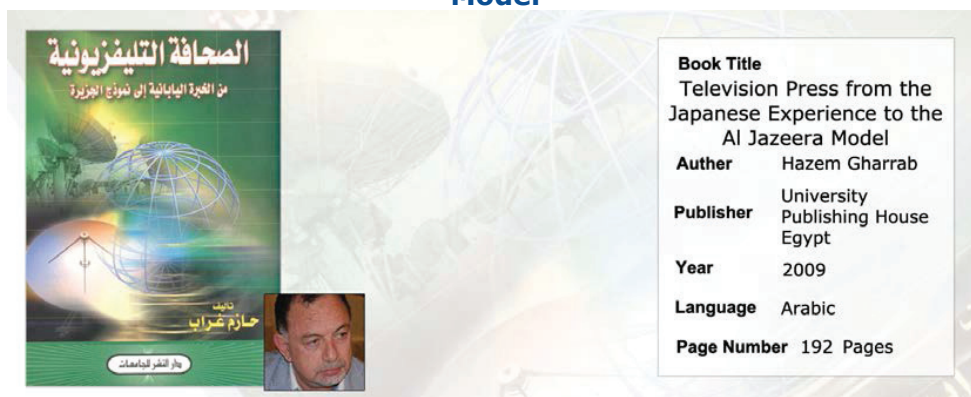 Model
الصحافة التليفزيونية
من الخبرة اليابانية إلى نموذج الجزيرة
تأليف
حازم غراب
دار النشر للجامعات
Book Title
Television Press from the
Japanese Experience to the
Al Jazeera Model
Auther Hazem Gharrab
Publisher University
Publishing House
Egypt
Year 2009
Language Arabic
Page Number 192 Pages